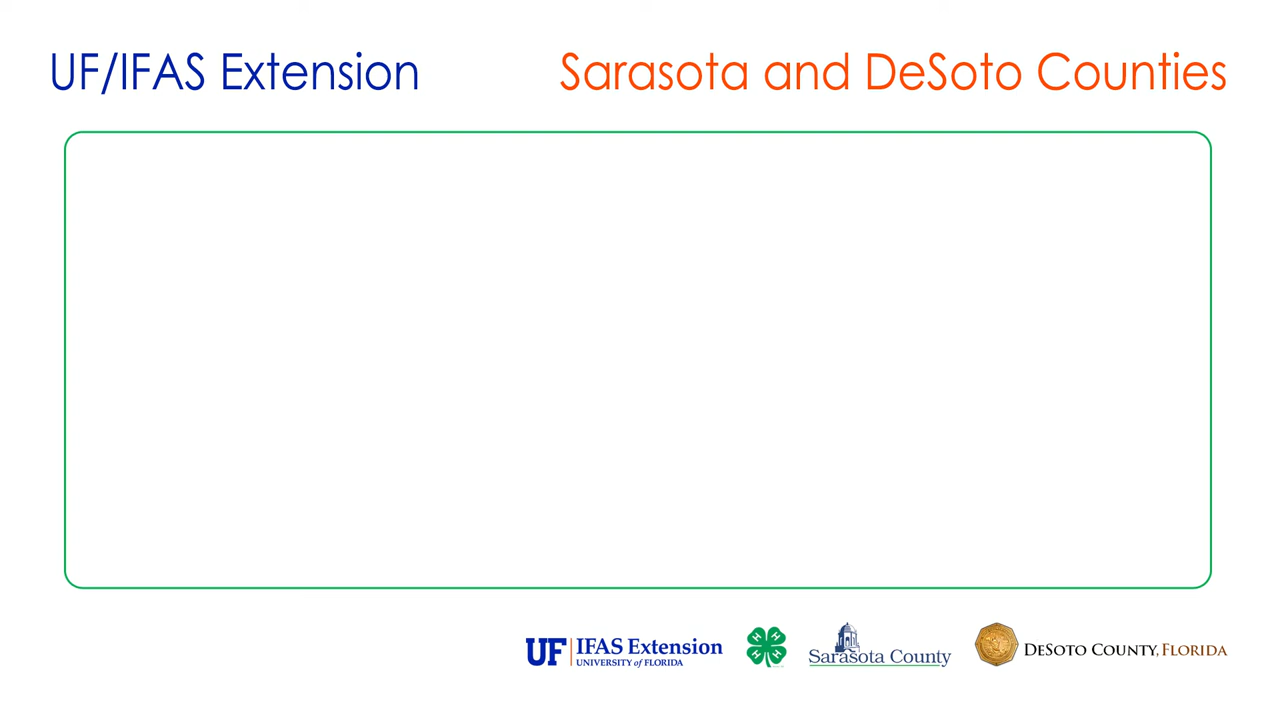 UF/IFAS Extension
Sarasota and DeSoto Counties
UF IFAS Extension
UNIVERSITY of FLORIDA
H H H H
Sarasota County
DESOTO COUNTY, FLORIDA